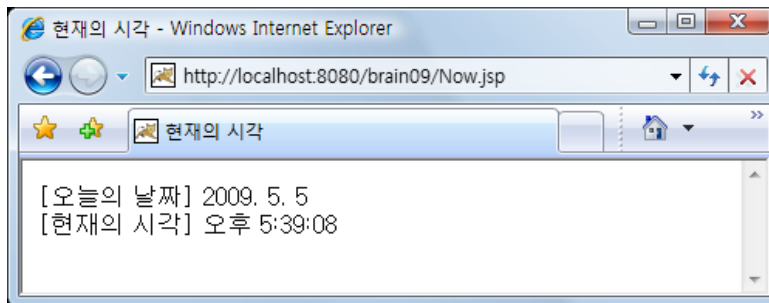 현재의 시각 - Windows Internet Explorer
http://localhost:8080/brain09/Now.jsp
현재의 시각
[오늘의 날짜] 2009. 5. 5
[현재의 시각] 오후 5:39:08